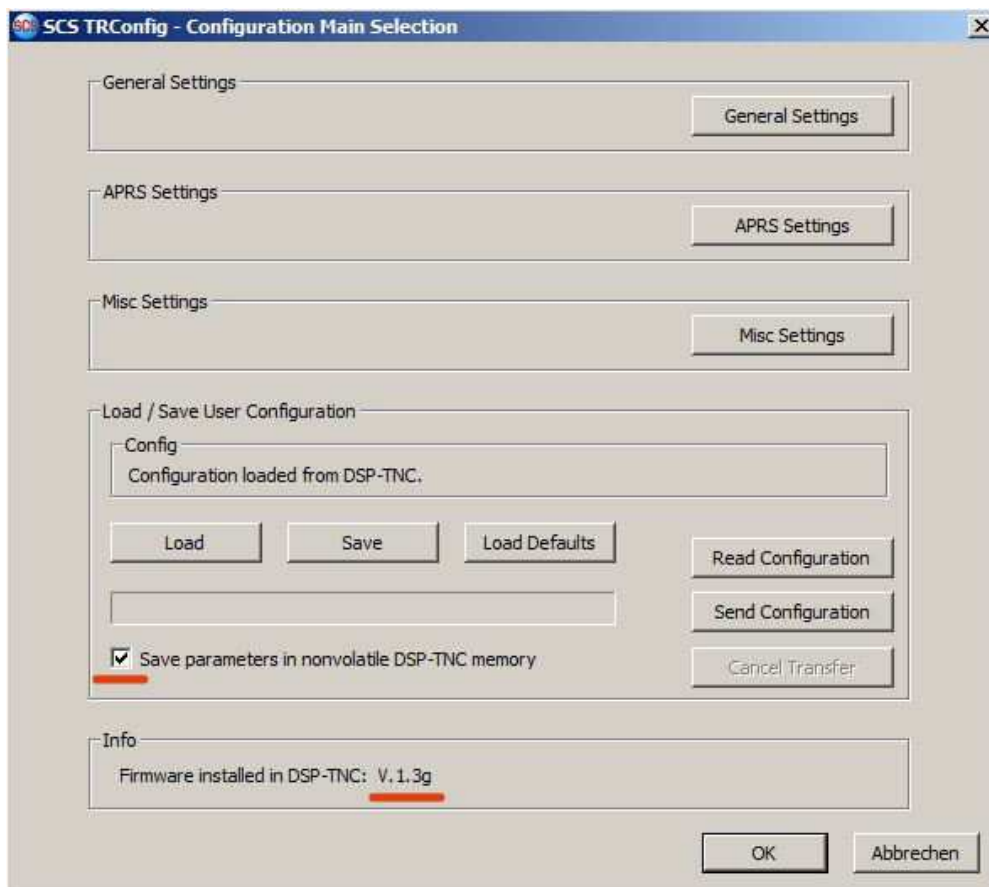 SCS TRConfig - Configuration Main Selection
General Settings
General Settings
APRS Settings
APRS Settings
Misc Settings
Misc Settings
Load / Save User Configuration
Config
Configuration loaded from DSP-TNC.
Load Save Load Defaults
Read Configuration
Send Configuration
Save parameters in nonvolatile DSP-TNC memory
Cancel Transfer
Info
Firmware installed in DSP-TNC: V.1.3g
OK Abbrechen